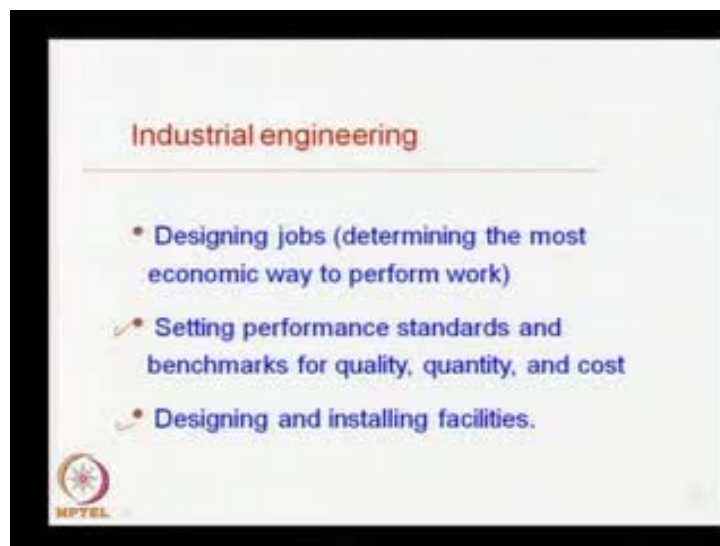 Industrial engineering
• Designing jobs (determining the most
economic way to perform work)
• Setting performance standards and
benchmarks for quality, quantity, and cost
• Designing and installing facilities.
NPTEL